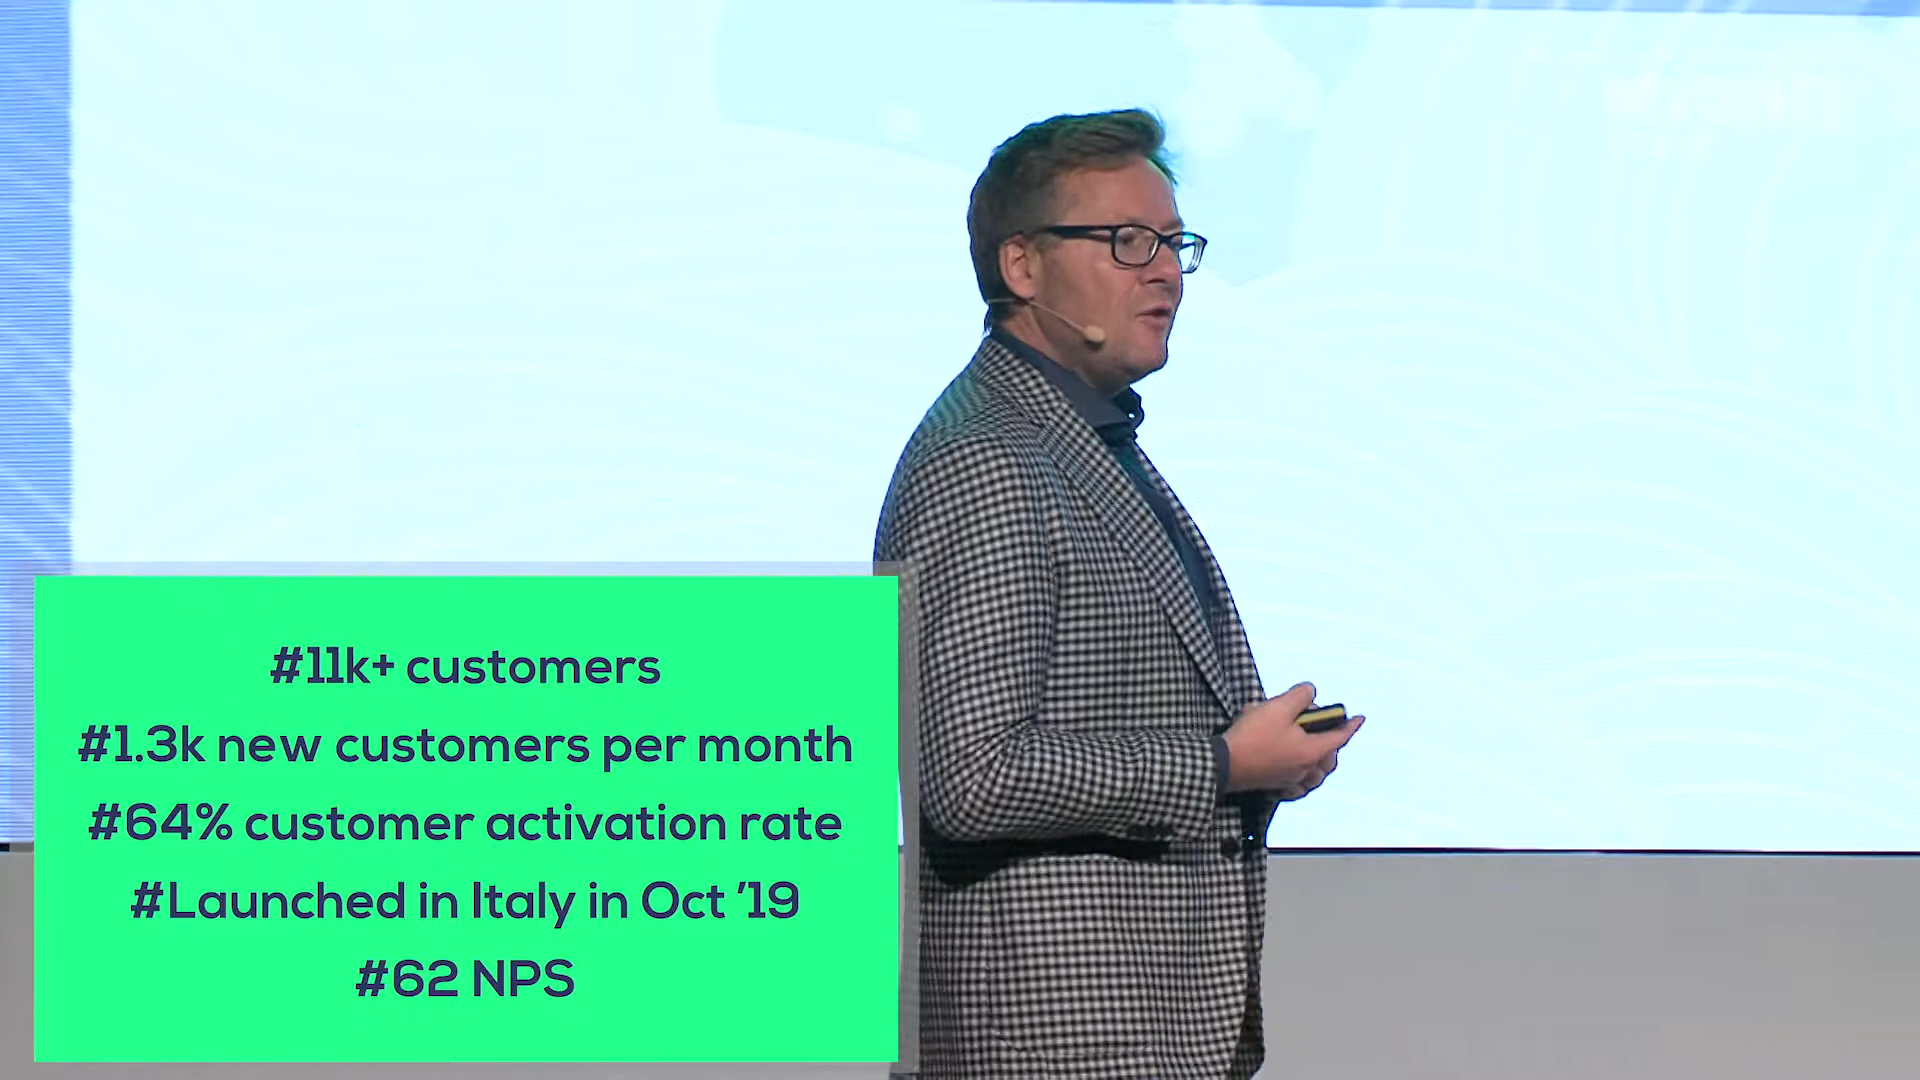 #11k+ customers
#1.3k new customers per month
#64% customer activation rate
#Launched in Italy in Oct '19
#62 NPS